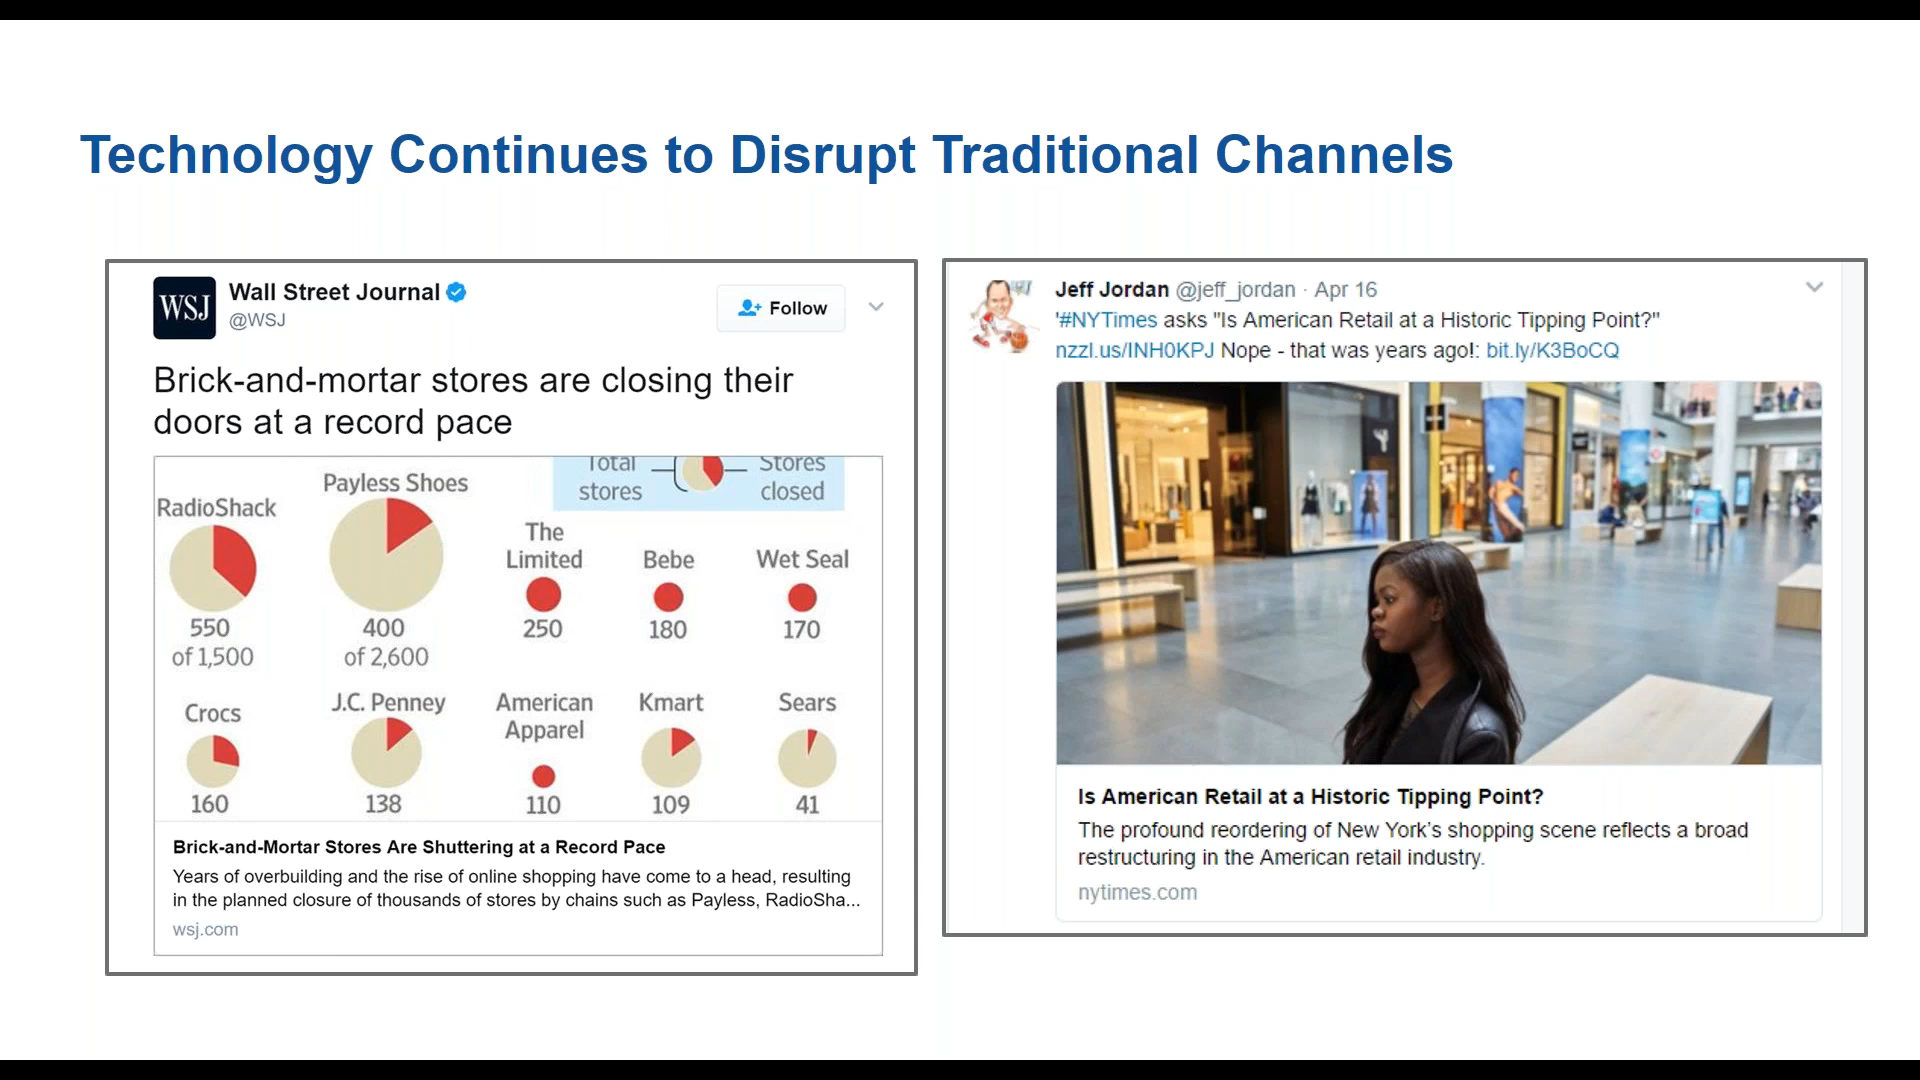 Technology Continues to Disrupt Traditional Channels
WSJ
Wall Street Journal
@WSJ
Follow
Brick-and-mortar stores are closing their
doors at a record pace
Total
stores
Stores
closed
RadioShack
550
of 1,500
Payless Shoes
400
of 2,600
The
Limited
250
Bebe
180
Wet Seal
170
Crocs
160
J.C. Penney
138
American
Apparel
110
Kmart
109
Sears
41
Brick-and-Mortar Stores Are Shuttering at a Record Pace
Years of overbuilding and the rise of online shopping have come to a head, resulting
in the planned closure of thousands of stores by chains such as Payless, RadioSha...
wsj.com
Jeff Jordan @jeff_jordan · Apr 16
'#NYTimes asks "Is American Retail at a Historic Tipping Point?"
nzzl.us/INH0KPJ Nope - that was years ago!: bit.ly/K3BoCQ
Is American Retail at a Historic Tipping Point?
The profound reordering of New York's shopping scene reflects a broad
restructuring in the American retail industry.
nytimes.com